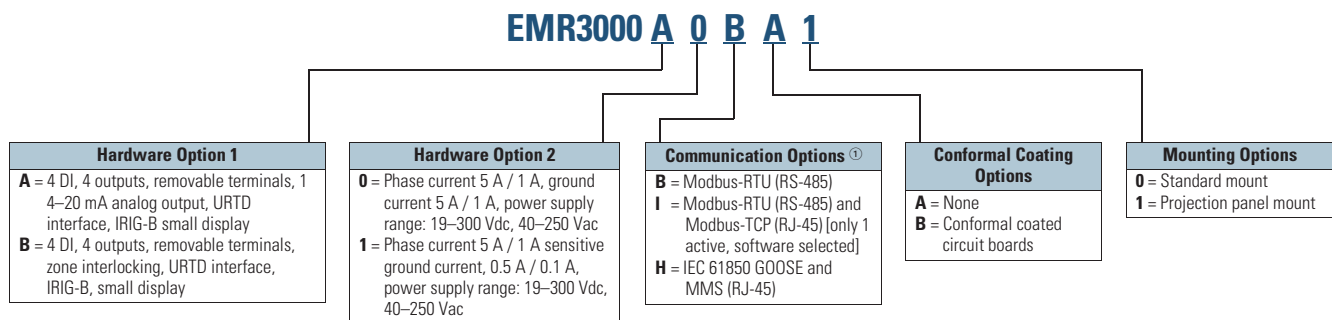 EMR3000 A 0 B A 1
Hardware Option 1
A = 4 DI, 4 outputs, removable terminals, 1
4–20 mA analog output, URTD
interface, IRIG-B small display
B = 4 DI, 4 outputs, removable terminals,
zone interlocking, URTD interface,
IRIG-B, small display
Hardware Option 2
0 = Phase current 5 A / 1 A, ground
current 5 A / 1 A, power supply
range: 19–300 Vdc, 40–250 Vac
1 = Phase current 5 A / 1 A sensitive
ground current, 0.5 A / 0.1 A,
power supply range: 19–300 Vdc,
40–250 Vac
Communication Options ①
B = Modbus-RTU (RS-485)
I = Modbus-RTU (RS-485) and
Modbus-TCP (RJ-45) [only 1
active, software selected]
H = IEC 61850 GOOSE and
MMS (RJ-45)
Conformal Coating
Options
A = None
B = Conformal coated
circuit boards
Mounting Options
0 = Standard mount
1 = Projection panel mount